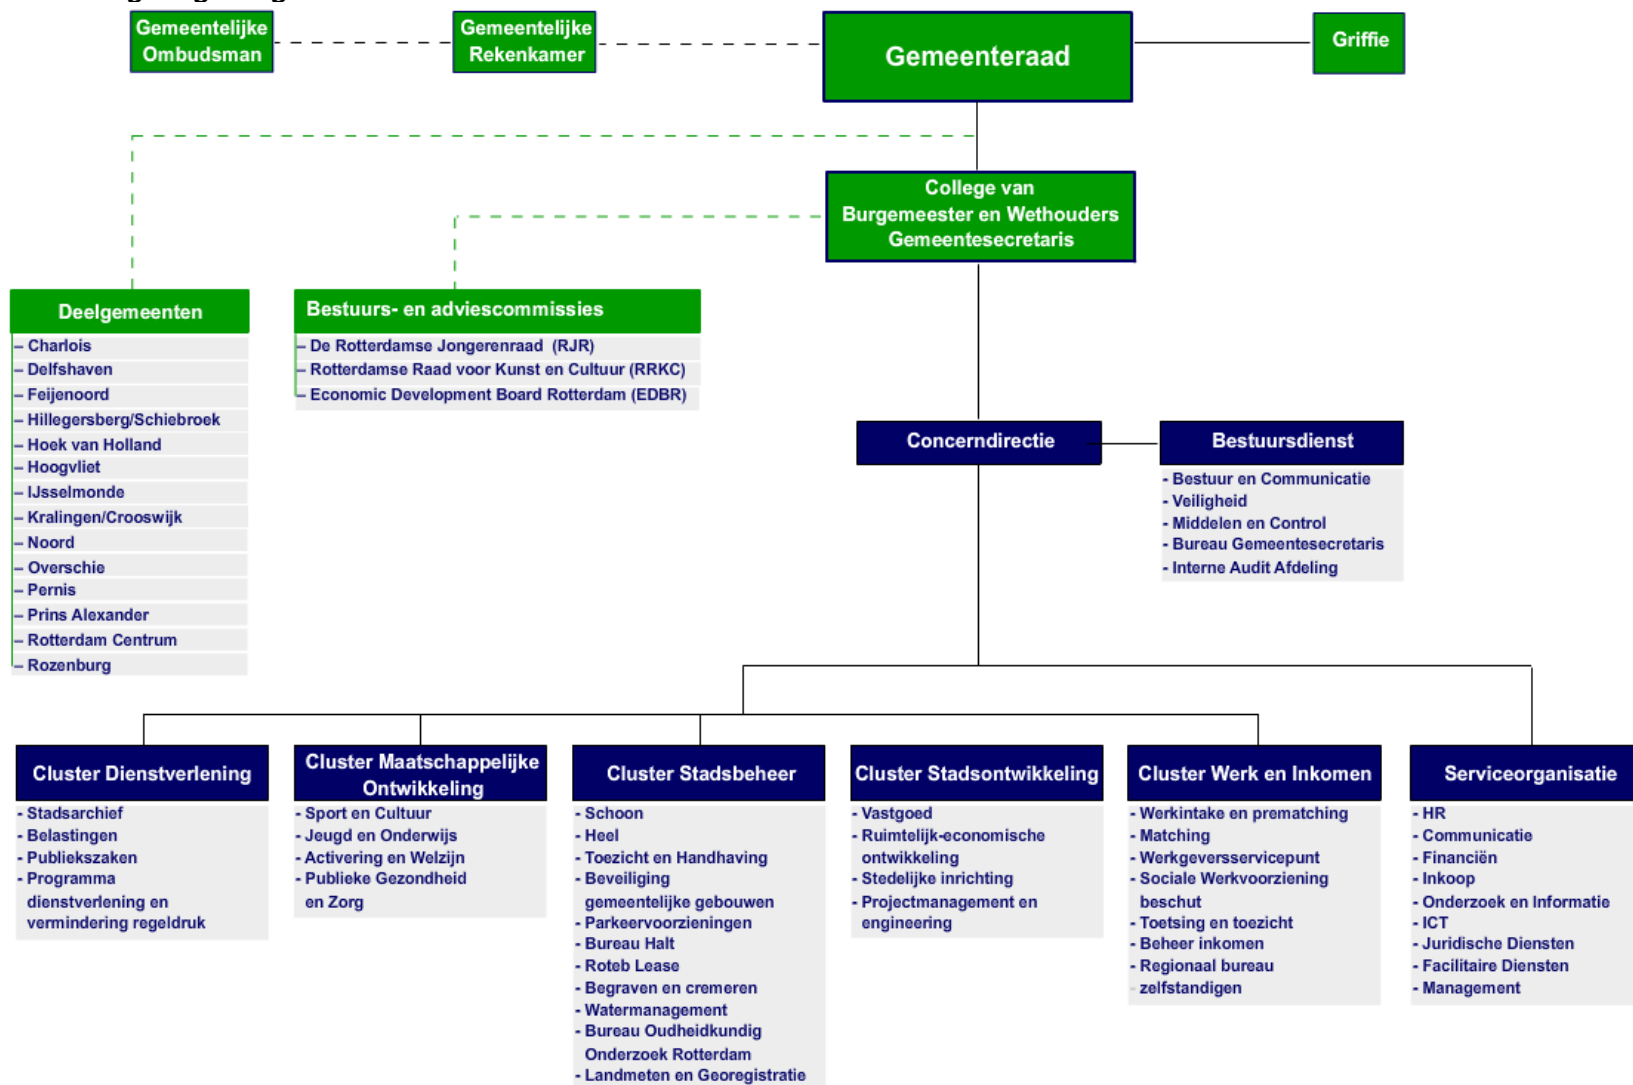 Gemeentelijke
Ombudsman
Gemeentelijke
Rekenkamer
Gemeenteraad
Griffie
College van
Burgemeester en Wethouders
Gemeentesecretaris
Deelgemeenten
– Charlois
– Delfshaven
– Feijenoord
– Hillegersberg/Schiebroek
– Hoek van Holland
– Hoogvliet
– IJsselmonde
– Kralingen/Crooswijk
– Noord
– Overschie
– Pernis
– Prins Alexander
– Rotterdam Centrum
– Rozenburg
Bestuurs- en adviescommissies
– De Rotterdamse Jongerenraad (RJR)
– Rotterdamse Raad voor Kunst en Cultuur (RRKC)
– Economic Development Board Rotterdam (EDBR)
Concerndirectie
Bestuursdienst
- Bestuur en Communicatie
- Veiligheid
- Middelen en Control
- Bureau Gemeentesecretaris
- Interne Audit Afdeling
Cluster Dienstverlening
- Stadsarchief
- Belastingen
- Publiekszaken
- Programma
dienstverlening en
vermindering regeldruk
Cluster Maatschappelijke
Ontwikkeling
- Sport en Cultuur
- Jeugd en Onderwijs
- Activering en Welzijn
- Publieke Gezondheid
en Zorg
Cluster Stadsbeheer
- Schoon
- Heel
- Toezicht en Handhaving
- Beveiliging
gemeentelijke gebouwen
- Parkeervoorzieningen
- Bureau Halt
- Roteb Lease
- Begraven en cremeren
- Watermanagement
- Bureau Oudheidkundig
Onderzoek Rotterdam
- Landmeten en Georegistratie
Cluster Stadsontwikkeling
- Vastgoed
- Ruimtelijk-economische
ontwikkeling
- Stedelijke inrichting
- Projectmanagement en
engineering
Cluster Werk en Inkomen
- Werkintake en prematching
- Matching
- Werkgeversservicepunt
- Sociale Werkvoorziening
beschut
- Toetsing en toezicht
- Beheer inkomen
- Regionaal bureau
- zelfstandigen
Serviceorganisatie
- HR
- Communicatie
- Financiën
- Inkoop
- Onderzoek en Informatie
- ICT
- Juridische Diensten
- Facilitaire Diensten
- Management